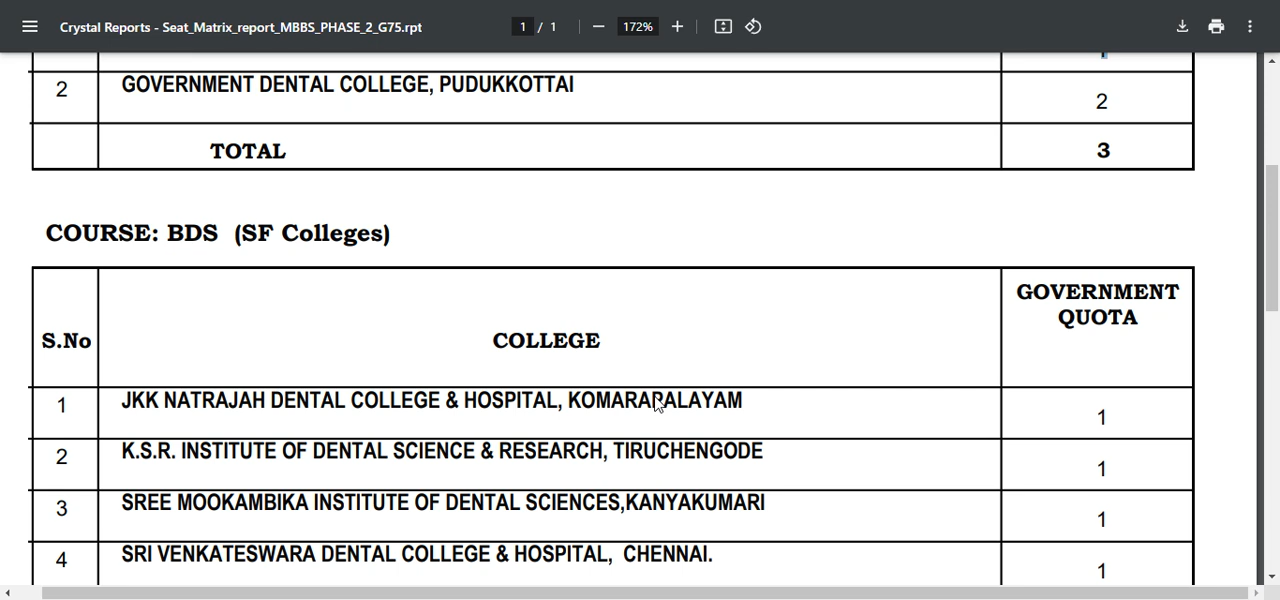 Crystal Reports - Seat_Matrix_report_MBBS_PHASE_2_G75.rpt
1 / 1
172%
2 GOVERNMENT DENTAL COLLEGE, PUDUKKOTTAI 2
TOTAL 3
COURSE: BDS (SF Colleges)
S.No COLLEGE GOVERNMENT QUOTA
1 JKK NATRAJAH DENTAL COLLEGE & HOSPITAL, KOMARAPALAYAM 1
2 K.S.R. INSTITUTE OF DENTAL SCIENCE & RESEARCH, TIRUCHENGODE 1
3 SREE MOOKAMBIKA INSTITUTE OF DENTAL SCIENCES,KANYAKUMARI 1
4 SRI VENKATESWARA DENTAL COLLEGE & HOSPITAL, CHENNAI. 1